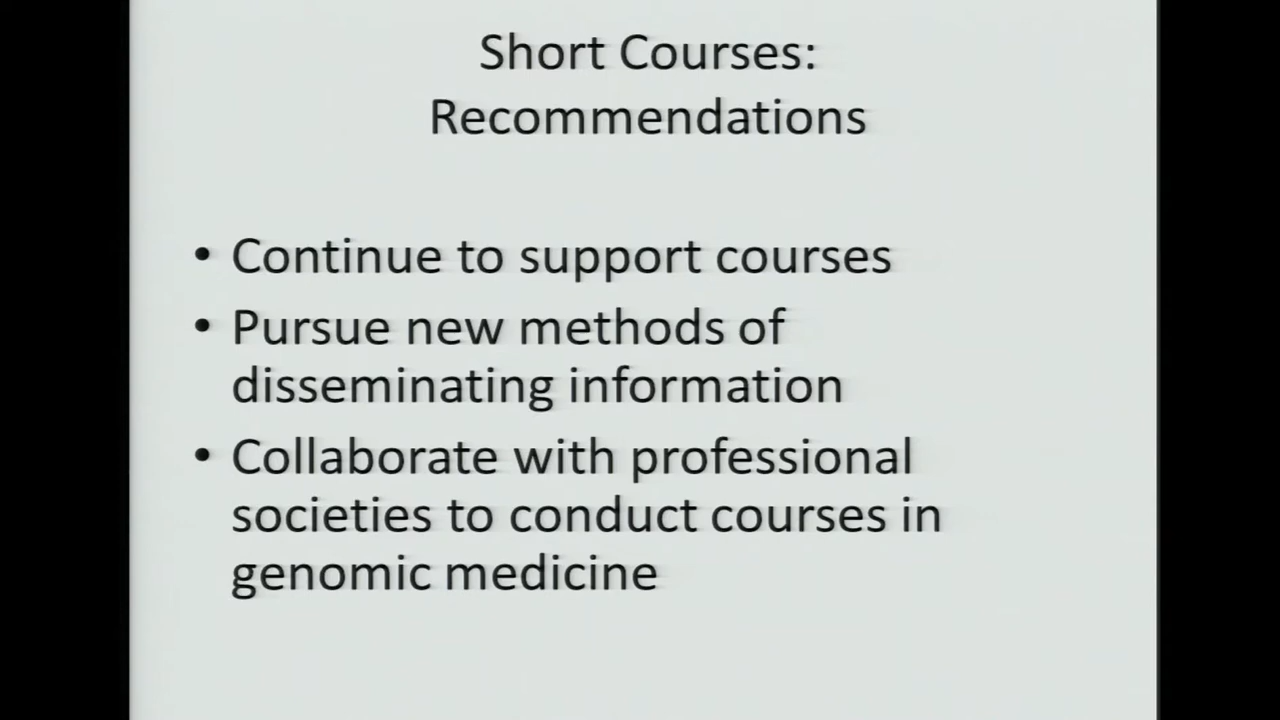 Short Courses:
Recommendations
• Continue to support courses
• Pursue new methods of
disseminating information
• Collaborate with professional
societies to conduct courses in
genomic medicine